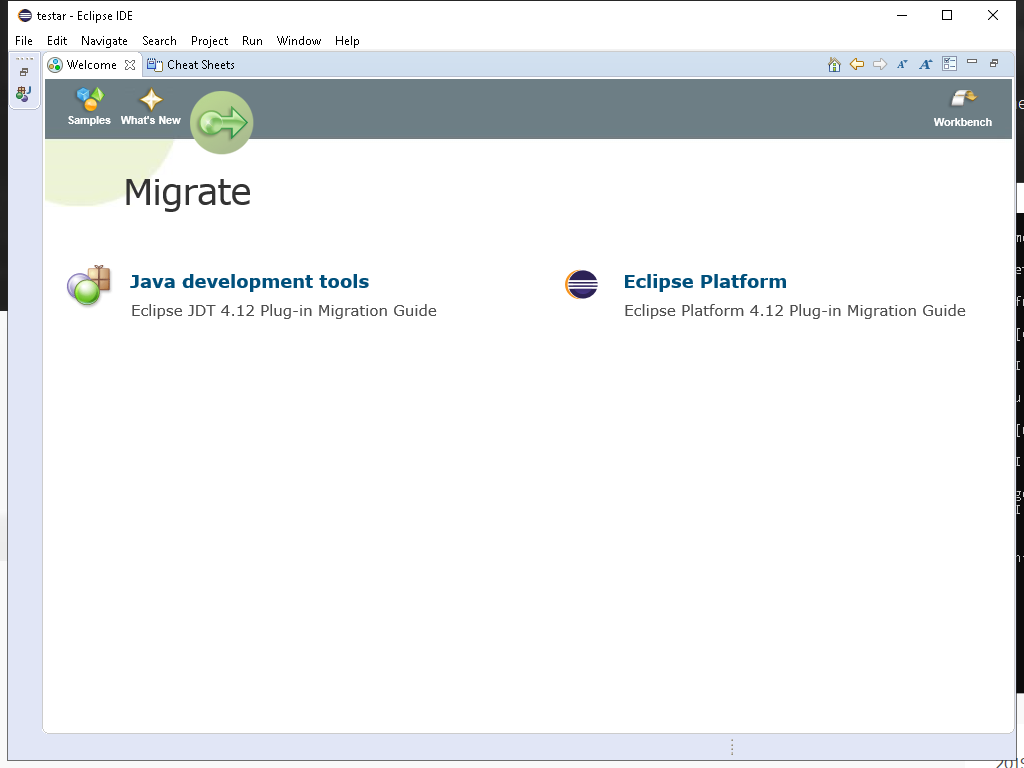 testar - Eclipse IDE
File Edit Navigate Search Project Run Window Help
Welcome Cheat Sheets
Samples What's New Workbench
Migrate
Java development tools Eclipse Platform
Eclipse JDT 4.12 Plug-in Migration Guide Eclipse Platform 4.12 Plug-in Migration Guide